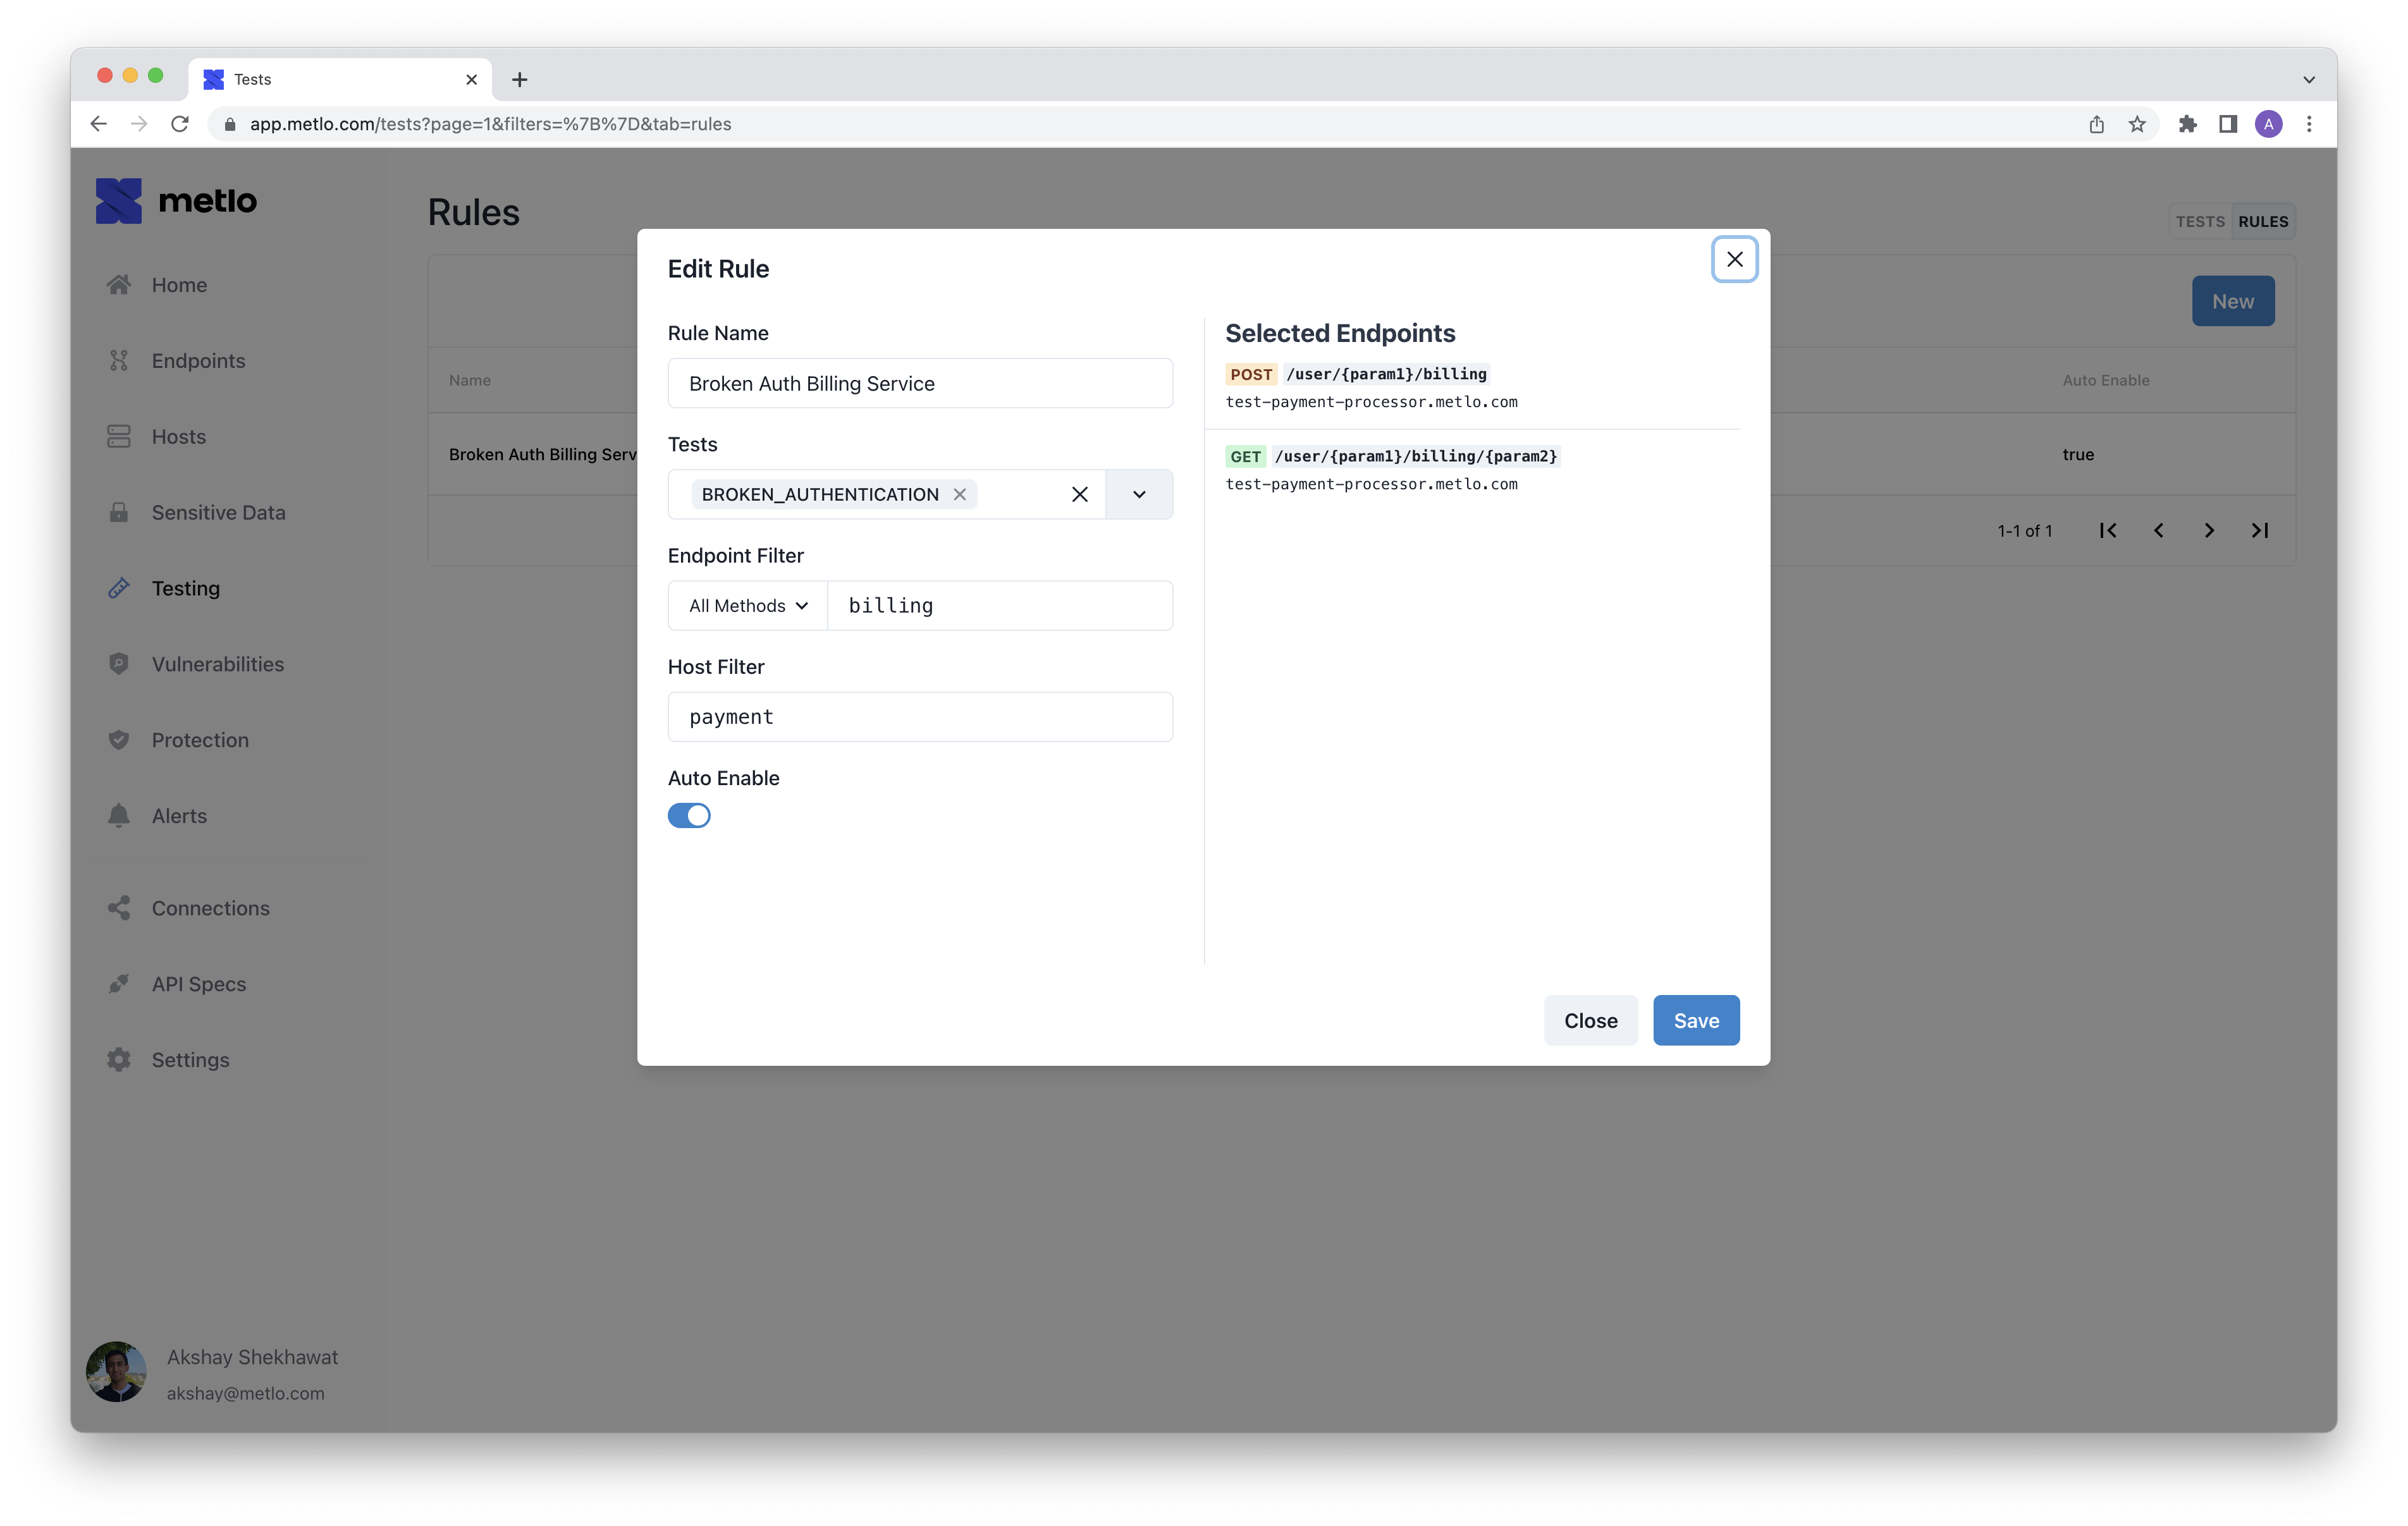 Tests
app.metlo.com/tests?page=1&filters=%7B%7D&tab=rules
A
metlo
Home
Endpoints
Hosts
Sensitive Data
Testing
Vulnerabilities
Protection
Alerts
Connections
API Specs
Settings
Akshay Shekhawat
akshay@metlo.com
Rules
TESTS RULES
New
Name
Auto Enable
Broken Auth Billing Serv
true
1-1 of 1
Edit Rule
Rule Name
Broken Auth Billing Service
Tests
BROKEN_AUTHENTICATION
Endpoint Filter
All Methods billing
Host Filter
payment
Auto Enable
Selected Endpoints
POST /user/{param1}/billing
test-payment-processor.metlo.com
GET /user/{param1}/billing/{param2}
test-payment-processor.metlo.com
Close Save